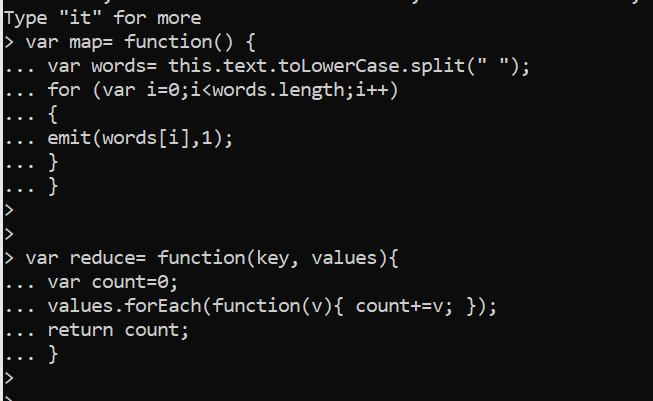 Type "it" for more
> var map= function() {
... var words= this.text.toLowerCase.split(" ");
... for (var i=0;i<words.length;i++)
... {
... emit(words[i],1);
... }
... }
>
>
> var reduce= function(key, values){
... var count=0;
... values.forEach(function(v){ count+=v; });
... return count;
... }
>
>